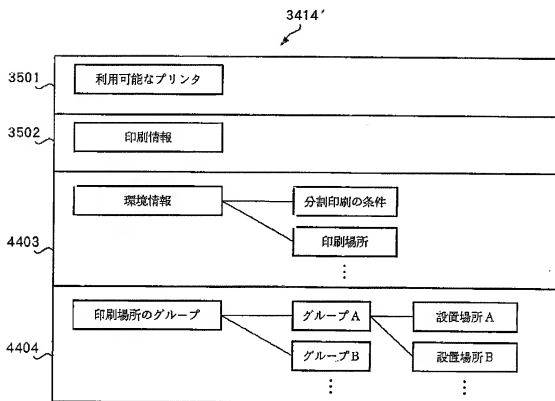 3414'
3501
利用可能なプリンタ
3502
印刷情報
4403
環境情報
分割印刷の条件
印刷場所
⋮
4404
印刷場所のグループ
グループA
設置場所A
グループB
設置場所B
⋮
⋮